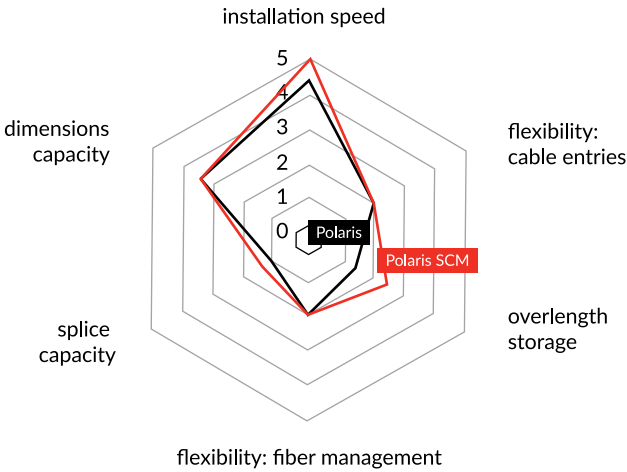 installation speed
5
4
3
2
1
0
dimensions
capacity
flexibility:
cable entries
Polaris
Polaris SCM
splice
capacity
overlength
storage
flexibility: fiber management